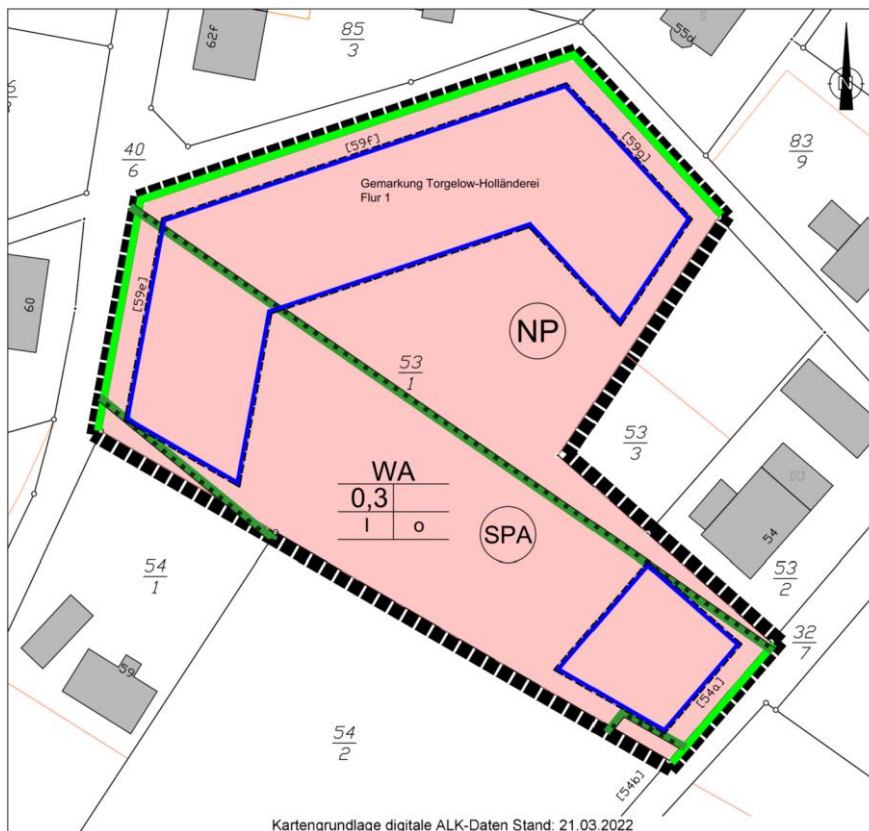 62f
85
3
55d
N
83
9
40
6
[59f]
[59g]
Gemarkung Torgelow-Holländerei
Flur 1
[59e]
60
NP
53
1
53
3
WA
0,3
I o
SPA
54
53
2
54
1
32
7
59
[54a]
54
2
[54b]
Kartengrundlage digitale ALK-Daten Stand: 21.03.2022